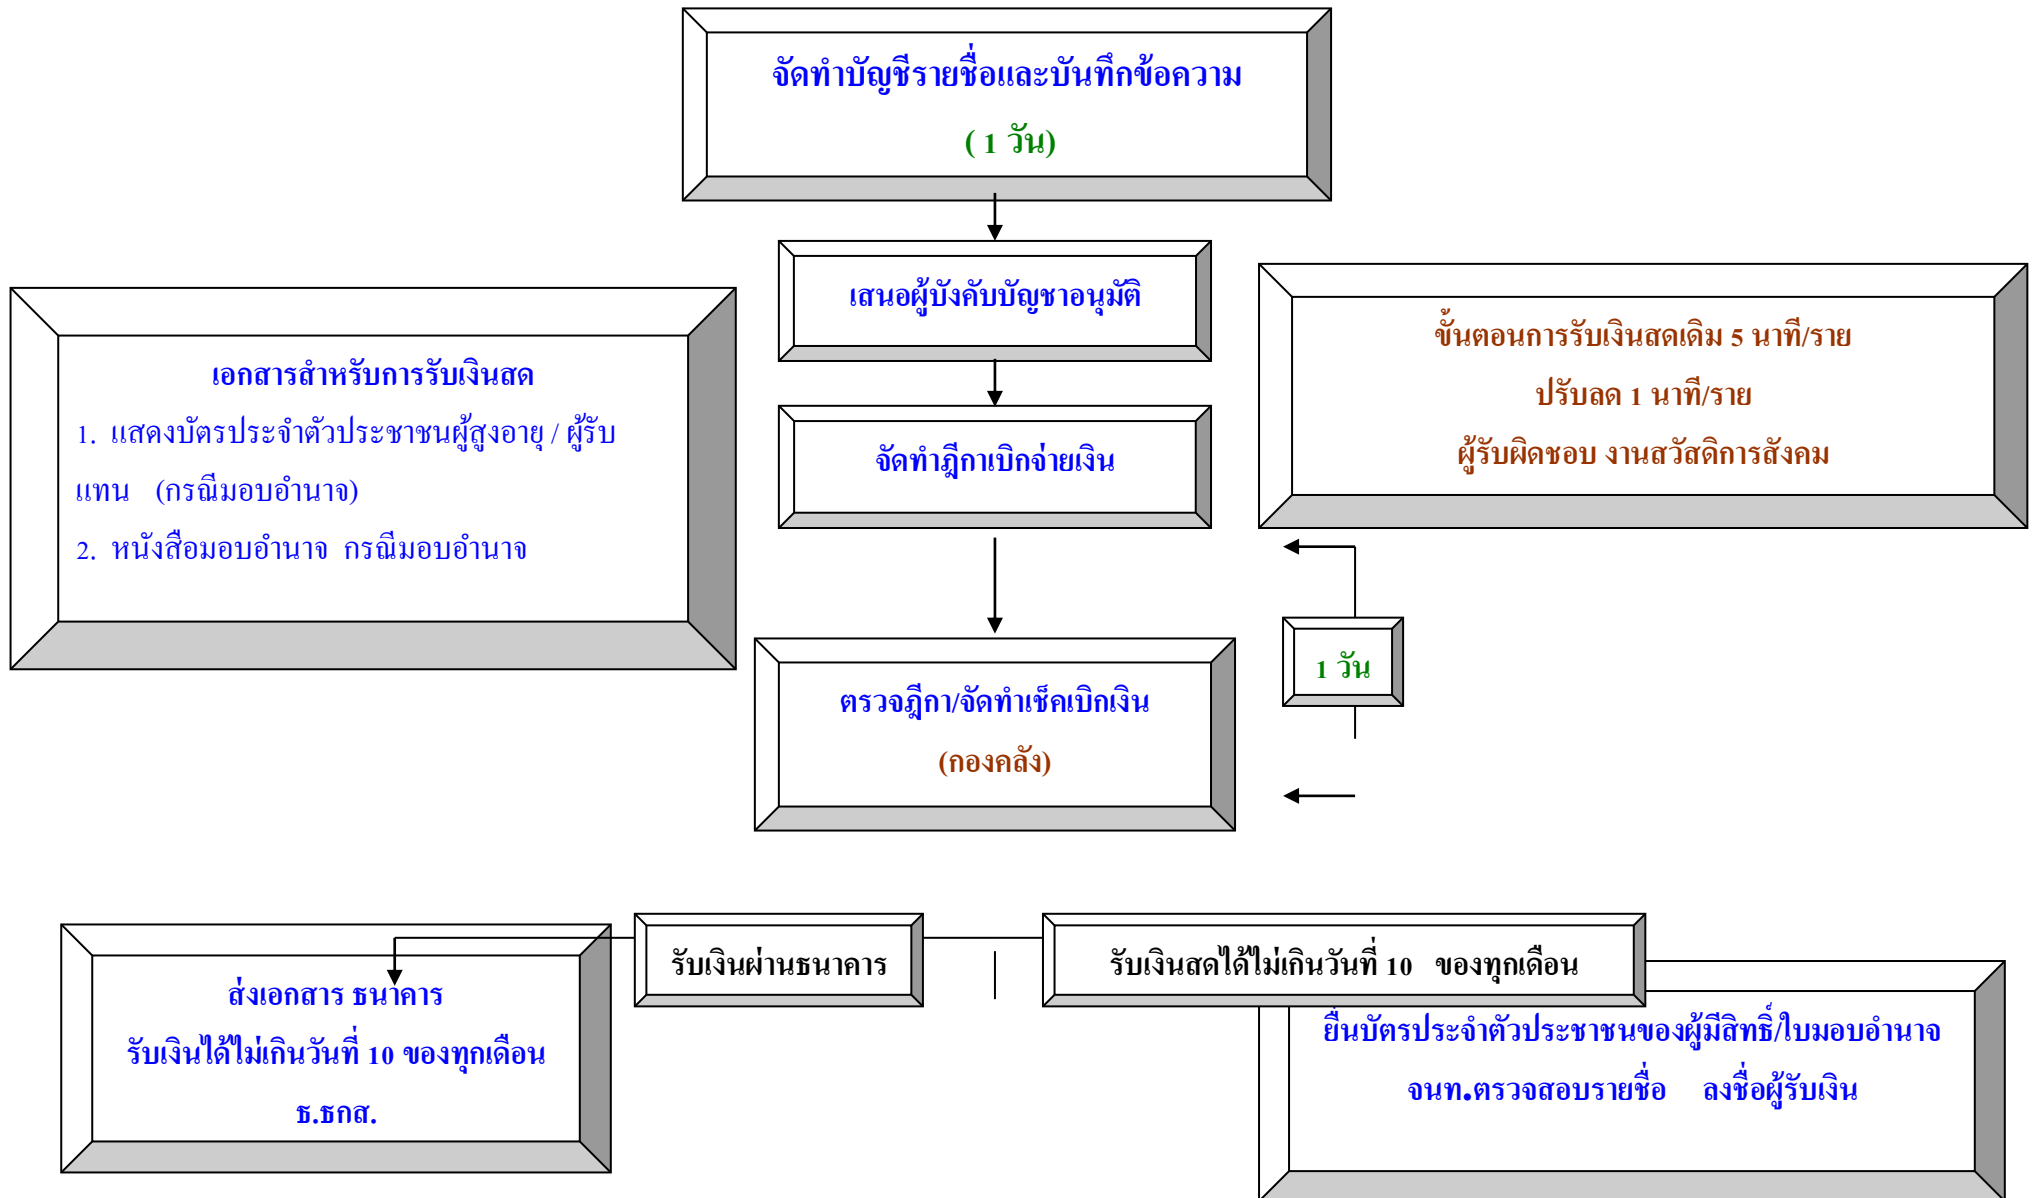 จัดทำบัญชีรายชื่อและบันทึกข้อความ
( 1 วัน)
เสนอผู้บังคับบัญชาอนุมัติ
เอกสารสำหรับการรับเงินสด
1. แสดงบัตรประจำตัวประชาชนผู้สูงอายุ / ผู้รับ
แทน (กรณีมอบอำนาจ)
2. หนังสือมอบอำนาจ กรณีมอบอำนาจ
จัดทำฎีกาเบิกจ่ายเงิน
ขั้นตอนการรับเงินสดเดิม 5 นาที/ราย
ปรับลด 1 นาที/ราย
ผู้รับผิดชอบ งานสวัสดิการสังคม
1 วัน
ตรวจฎีกา/จัดทำเช็คเบิกเงิน
(กองคลัง)
รับเงินผ่านธนาคาร
รับเงินสดได้ไม่เกินวันที่ 10 ของทุกเดือน
ส่งเอกสาร ธนาคาร
รับเงินได้ไม่เกินวันที่ 10 ของทุกเดือน
ธ.ธกส.
ยื่นบัตรประจำตัวประชาชนของผู้มีสิทธิ์/ใบมอบอำนาจ
จนท.ตรวจสอบรายชื่อ ลงชื่อผู้รับเงิน